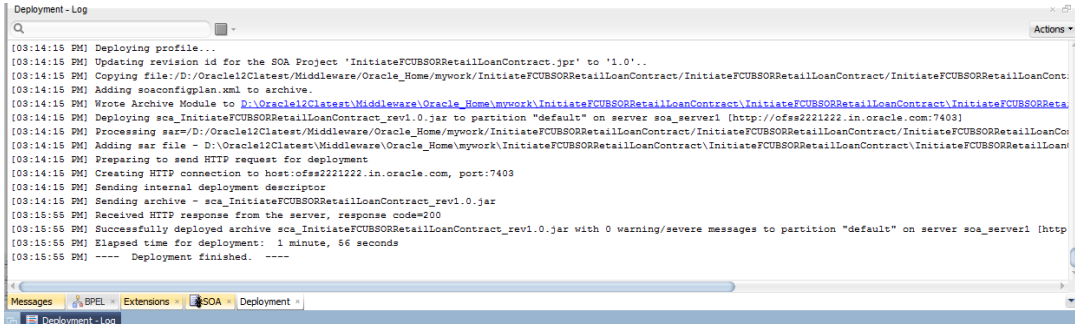 Deployment - Log
Actions
[03:14:15 PM] Deploying profile...
[03:14:15 PM] Updating revision id for the SOA Project 'InitiateFCUBSORRetailLoanContract.jpr' to '1.0'..
[03:14:15 PM] Copying file:/D:/Oracle12Clatest/Middleware/Oracle_Home/mywork/InitiateFCUBSORRetailLoanContract/InitiateFCUBSORRetailLoanContract/InitiateFCUBSORRetailLoanCont
[03:14:15 PM] Adding soaconfigplan.xml to archive.
[03:14:15 PM] Wrote Archive Module to D:\Oracle12Clatest\Middleware\Oracle_Home\mywork\InitiateFCUBSORRetailLoanContract\InitiateFCUBSORRetailLoanContract\InitiateFCUBSORReta
[03:14:15 PM] Deploying sca_InitiateFCUBSORRetailLoanContract_rev1.0.jar to partition "default" on server soa_server1 [http://ofss2221222.in.oracle.com:7403]
[03:14:15 PM] Processing sar=/D:/Oracle12Clatest/Middleware/Oracle_Home/mywork/InitiateFCUBSORRetailLoanContract/InitiateFCUBSORRetailLoanContract/InitiateFCUBSORRetailLoanCo
[03:14:15 PM] Adding sar file - D:\Oracle12Clatest\Middleware\Oracle_Home\mywork\InitiateFCUBSORRetailLoanContract\InitiateFCUBSORRetailLoanContract\InitiateFCUBSORRetailLoan
[03:14:15 PM] Preparing to send HTTP request for deployment
[03:14:15 PM] Creating HTTP connection to host:ofss2221222.in.oracle.com, port:7403
[03:14:15 PM] Sending internal deployment descriptor
[03:14:15 PM] Sending archive - sca_InitiateFCUBSORRetailLoanContract_rev1.0.jar
[03:15:55 PM] Received HTTP response from the server, response code=200
[03:15:55 PM] Successfully deployed archive sca_InitiateFCUBSORRetailLoanContract_rev1.0.jar with 0 warning/severe messages to partition "default" on server soa_server1 [http
[03:15:55 PM] Elapsed time for deployment: 1 minute, 56 seconds
[03:15:55 PM] ---- Deployment finished. ----
Messages BPEL Extensions SOA Deployment
Deployment - Log